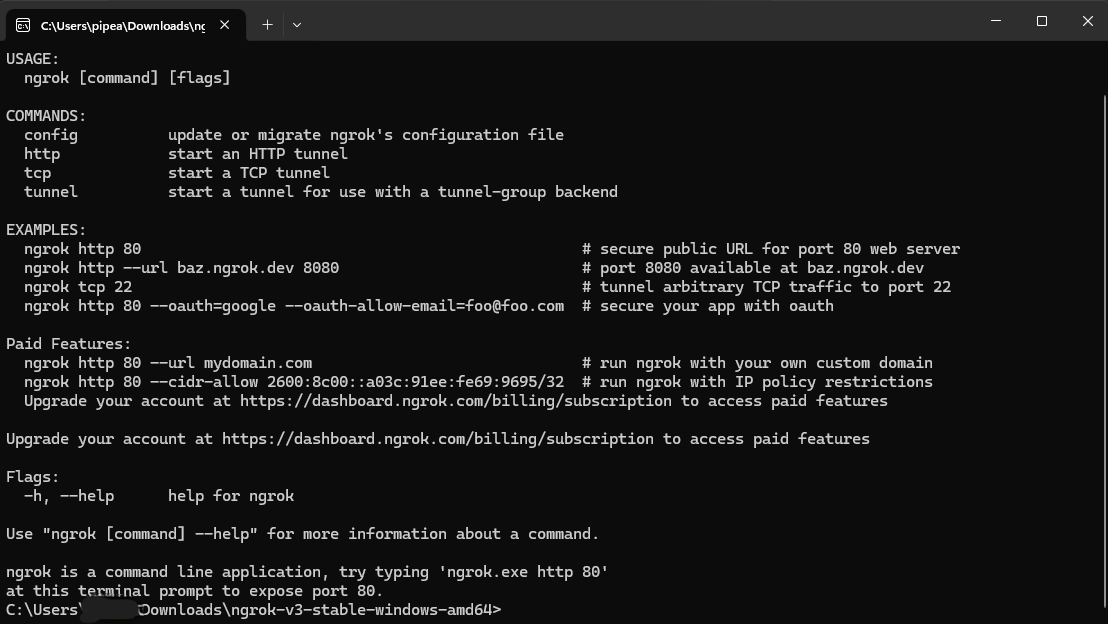 C:\Users\pipea\Downloads\ng
USAGE:
  ngrok [command] [flags]
COMMANDS:
  config          update or migrate ngrok's configuration file
  http            start an HTTP tunnel
  tcp             start a TCP tunnel
  tunnel          start a tunnel for use with a tunnel-group backend
EXAMPLES:
  ngrok http 80                                                 # secure public URL for port 80 web server
  ngrok http --url baz.ngrok.dev 8080                           # port 8080 available at baz.ngrok.dev
  ngrok tcp 22                                                  # tunnel arbitrary TCP traffic to port 22
  ngrok http 80 --oauth=google --oauth-allow-email=foo@foo.com  # secure your app with oauth
Paid Features:
  ngrok http 80 --url mydomain.com                              # run ngrok with your own custom domain
  ngrok http 80 --cidr-allow 2600:8c00::a03c:91ee:fe69:9695/32  # run ngrok with IP policy restrictions
  Upgrade your account at https://dashboard.ngrok.com/billing/subscription to access paid features
Upgrade your account at https://dashboard.ngrok.com/billing/subscription to access paid features
Flags:
  -h, --help      help for ngrok
Use "ngrok [command] --help" for more information about a command.
ngrok is a command line application, try typing 'ngrok.exe http 80'
at this terminal prompt to expose port 80.
C:\Users\ Downloads\ngrok-v3-stable-windows-amd64>